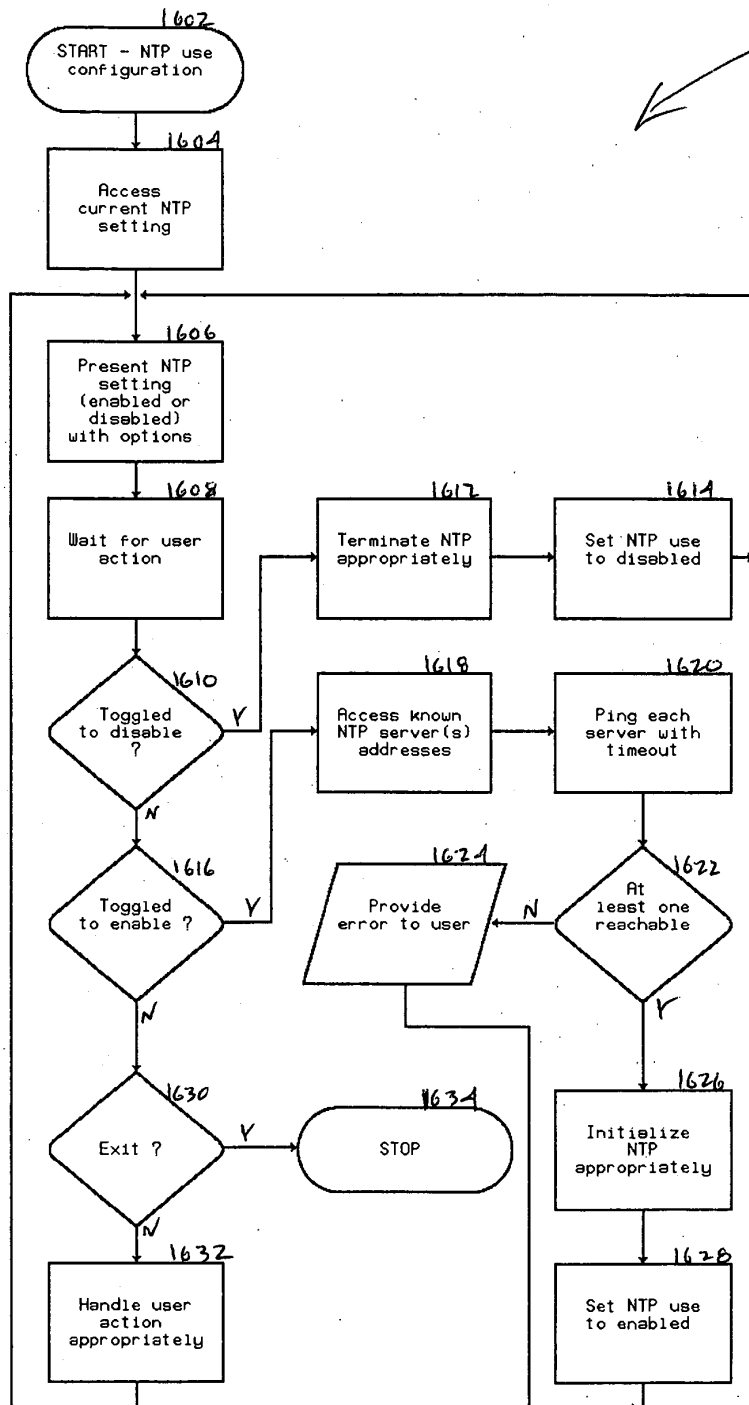 1602
START - NTP use
configuration
1604
Access
current NTP
setting
1606
Present NTP
setting
(enabled or
disabled)
with options
1608
Wait for user
action
1612
Terminate NTP
appropriately
1614
Set NTP use
to disabled
1610
Toggled
to disable
?
Y
N
1618
Access known
NTP server(s)
addresses
1620
Ping each
server with
timeout
1616
Toggled
to enable ?
Y
N
1624
Provide
error to user
1622
At
least one
reachable
N
Y
1630
Exit ?
Y
N
1634
STOP
1626
Initialize
NTP
appropriately
1632
Handle user
action
appropriately
1628
Set NTP use
to enabled